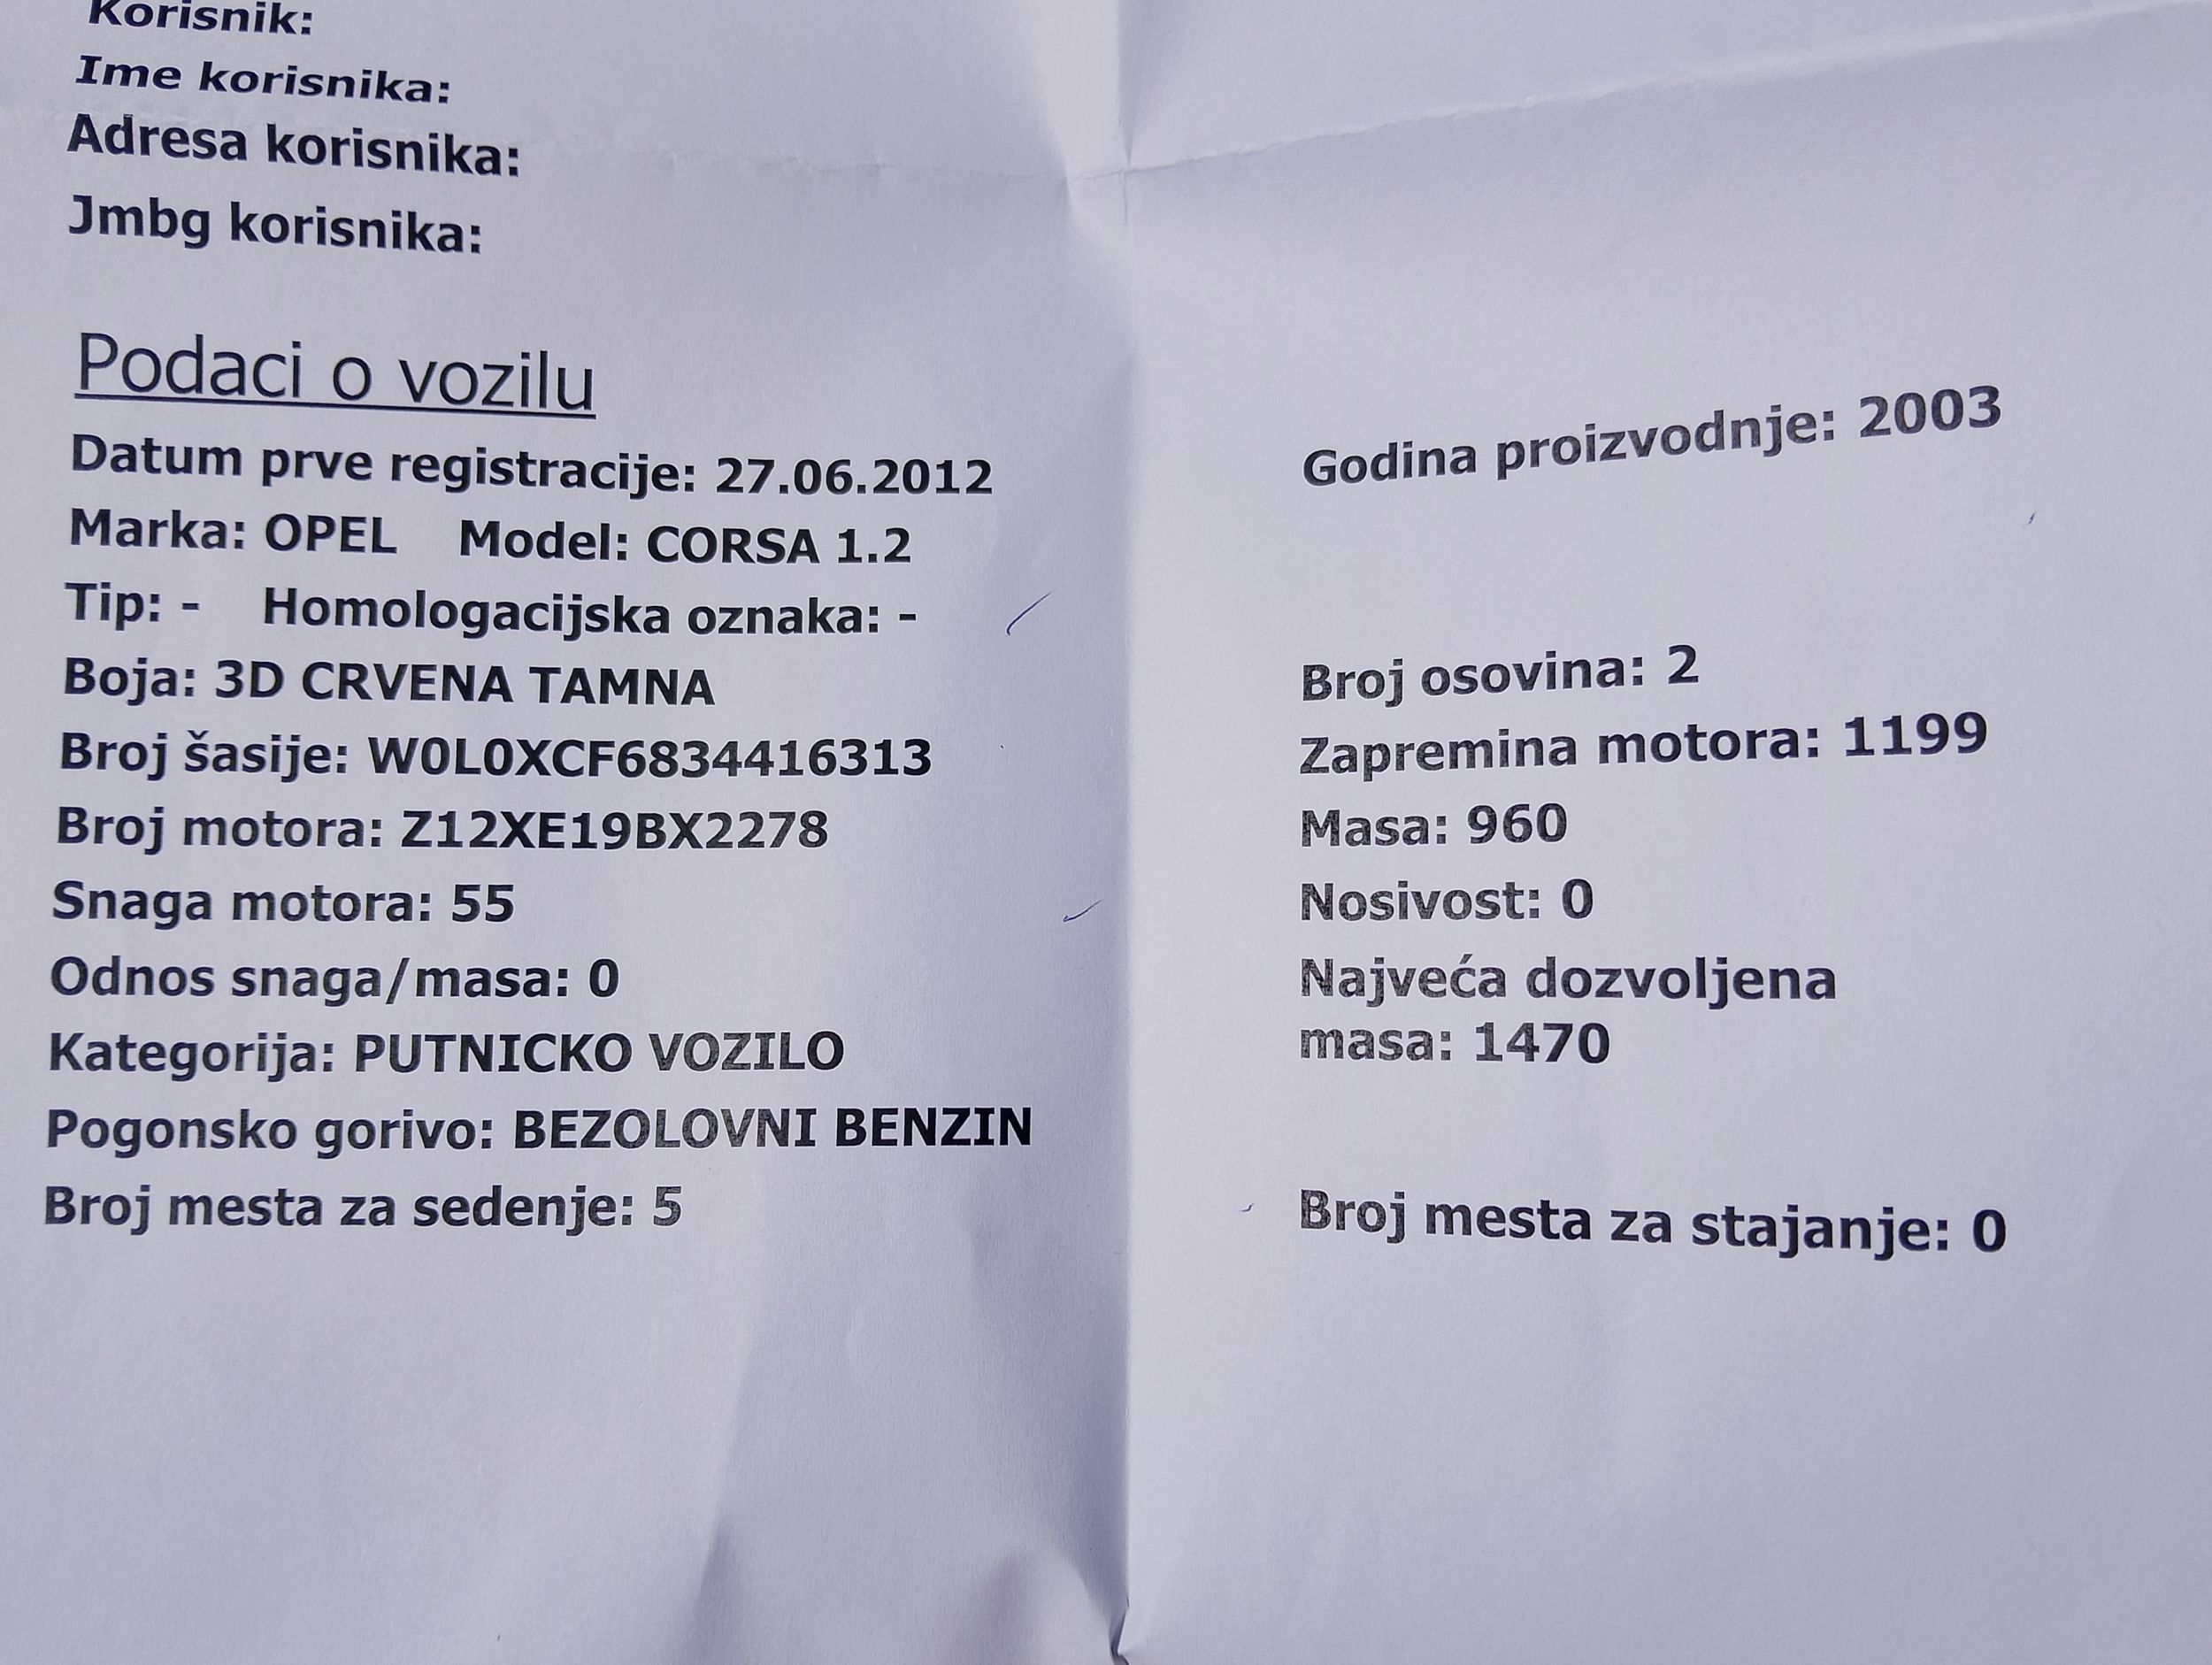 Korisnik:
Ime korisnika:
Adresa korisnika:
Jmbg korisnika:
Podaci o vozilu
Datum prve registracije: 27.06.2012
Godina proizvodnje: 2003
Marka: OPEL Model: CORSA 1.2
Tip: - Homologacijska oznaka: -
Boja: 3D CRVENA TAMNA
Broj osovina: 2
Broj šasije: W0L0XCF6834416313
Zapremina motora: 1199
Broj motora: Z12XE19BX2278
Masa: 960
Snaga motora: 55
Nosivost: 0
Odnos snaga/masa: 0
Najveća dozvoljena
masa: 1470
Kategorija: PUTNICKO VOZILO
Pogonsko gorivo: BEZOLOVNI BENZIN
Broj mesta za sedenje: 5
Broj mesta za stajanje: 0